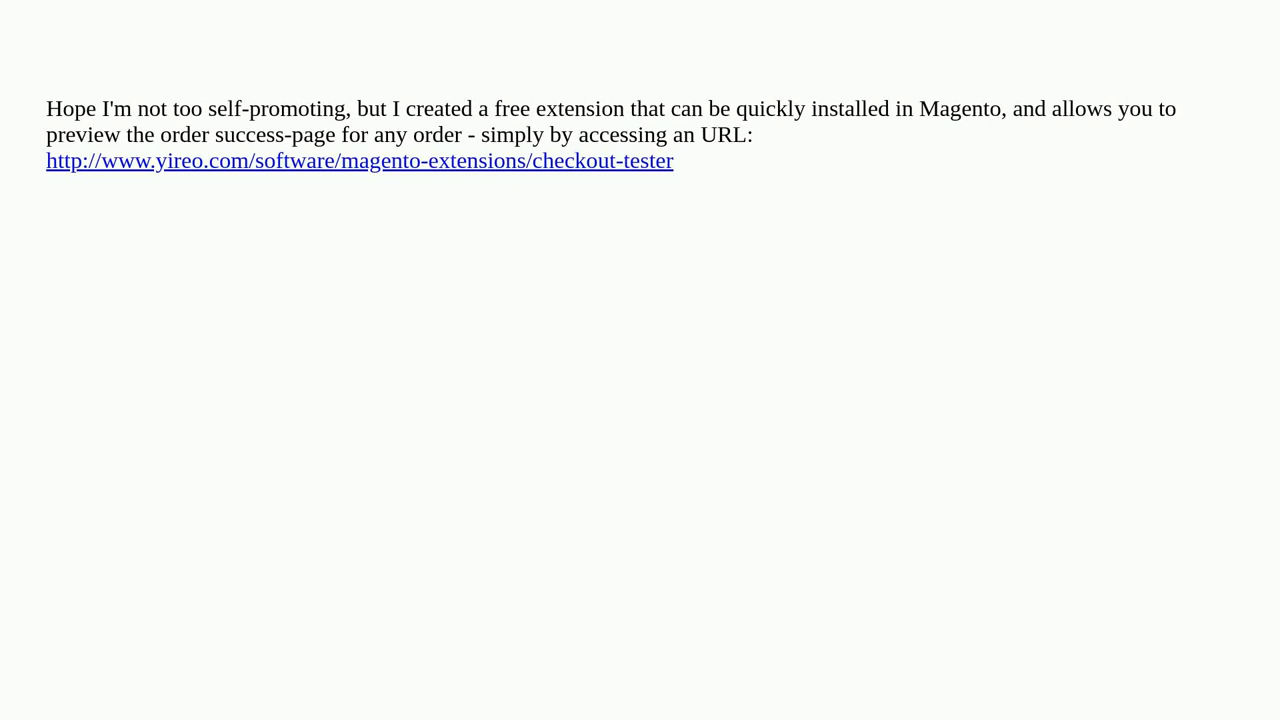 Hope I'm not too self-promoting, but I created a free extension that can be quickly installed in Magento, and allows you to
preview the order success-page for any order - simply by accessing an URL:
http://www.yireo.com/software/magento-extensions/checkout-tester